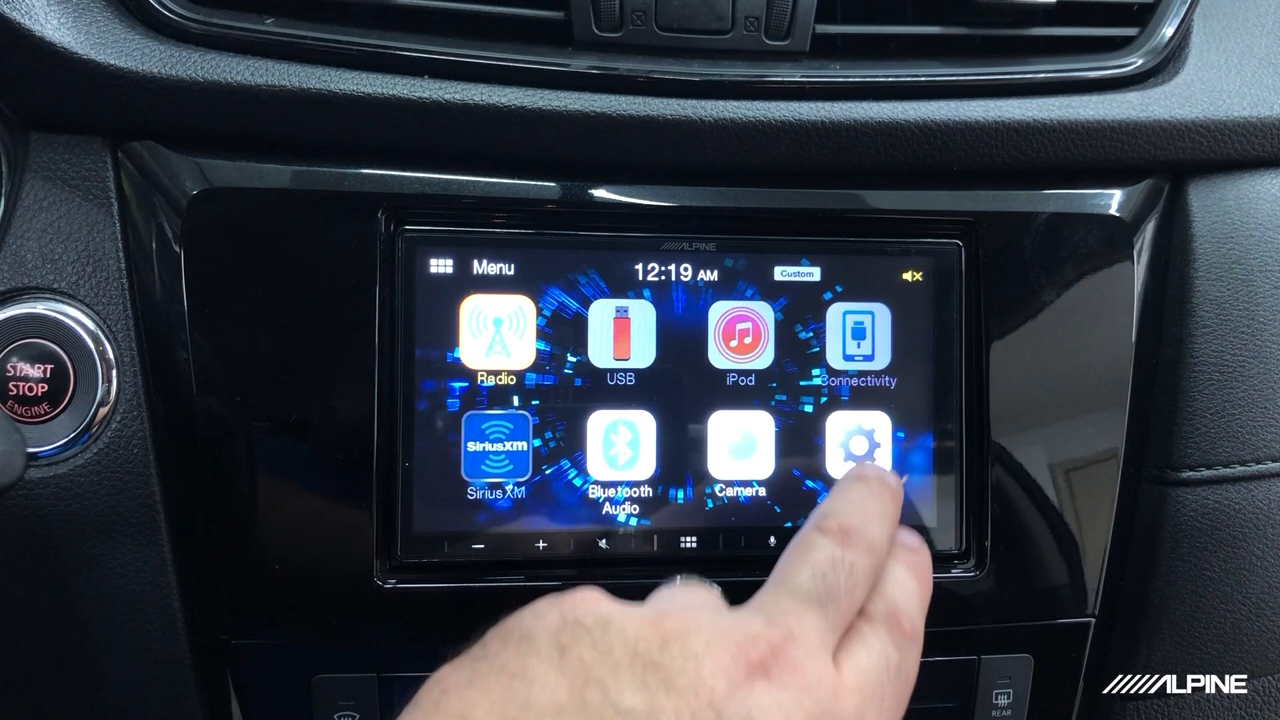 ALPINE
Menu
12:19 AM
Custom
Radio
USB
iPod
Connectivity
SiriusXM
SiriusXM
Bluetooth
Audio
Camera
START
STOP
ENGINE
REAR
ALPINE